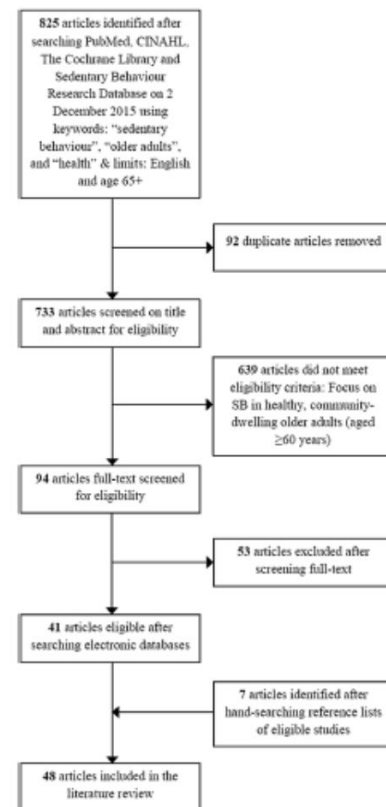 825 articles identified after
searching PubMed, CINAHL,
The Cochrane Library and
Sedentary Behaviour
Research Database on 2
December 2015 using
keywords: “sedentary
behaviour”, “older adults”,
and “health” & limits: English
and age 65+
92 duplicate articles removed
733 articles screened on title
and abstract for eligibility
639 articles did not meet
eligibility criteria: Focus on
SB in healthy, community-
dwelling older adults (aged
≥60 years)
94 articles full-text screened
for eligibility
53 articles excluded after
screening full-text
41 articles eligible after
searching electronic databases
7 articles identified after
hand-searching reference lists
of eligible studies
48 articles included in the
literature review